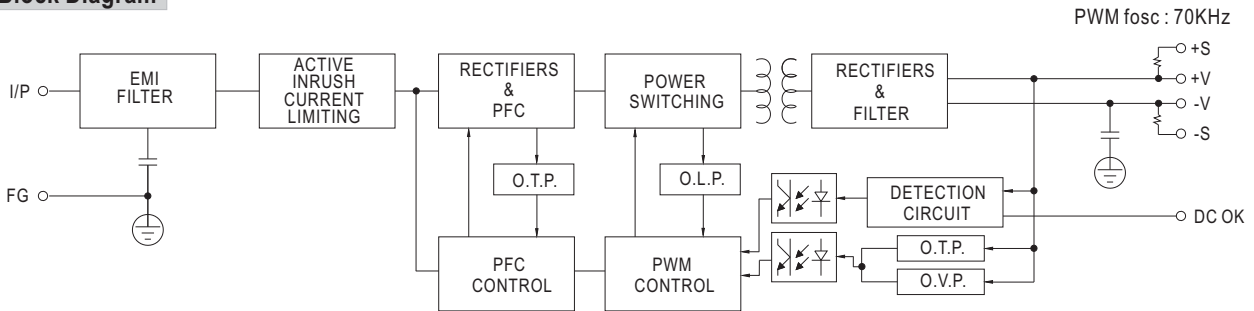 Block Diagram
PWM fosc : 70KHz
I/P
EMI
FILTER
ACTIVE
INRUSH
CURRENT
LIMITING
RECTIFIERS
&
PFC
POWER
SWITCHING
RECTIFIERS
&
FILTER
+S
+V
-V
-S
FG
O.T.P.
O.L.P.
DETECTION
CIRCUIT
DC OK
PFC
CONTROL
PWM
CONTROL
O.T.P.
O.V.P.